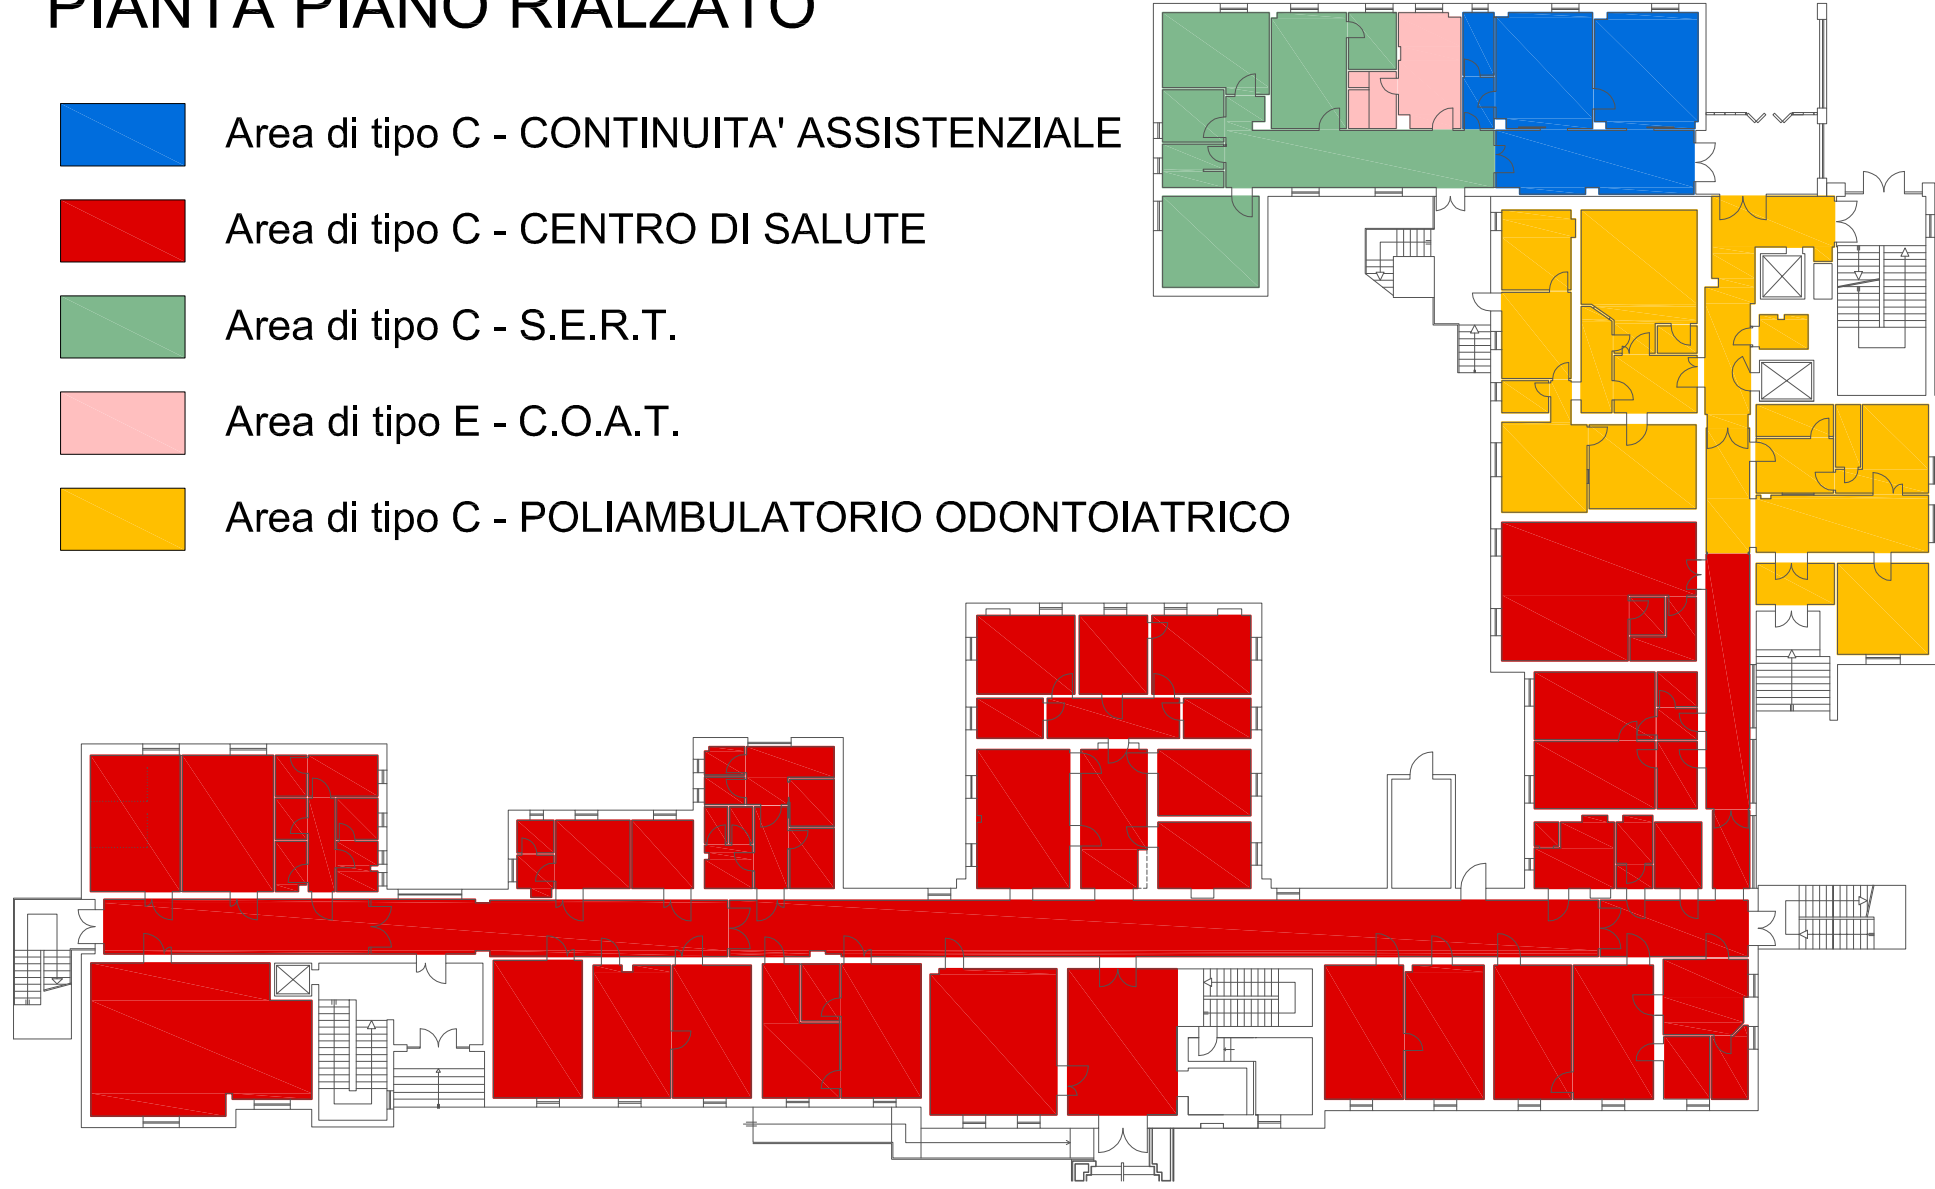 PIANTA PIANO RIALZATO
Area di tipo C - CONTINUITA' ASSISTENZIALE
Area di tipo C - CENTRO DI SALUTE
Area di tipo C - S.E.R.T.
Area di tipo E - C.O.A.T.
Area di tipo C - POLIAMBULATORIO ODONTOIATRICO